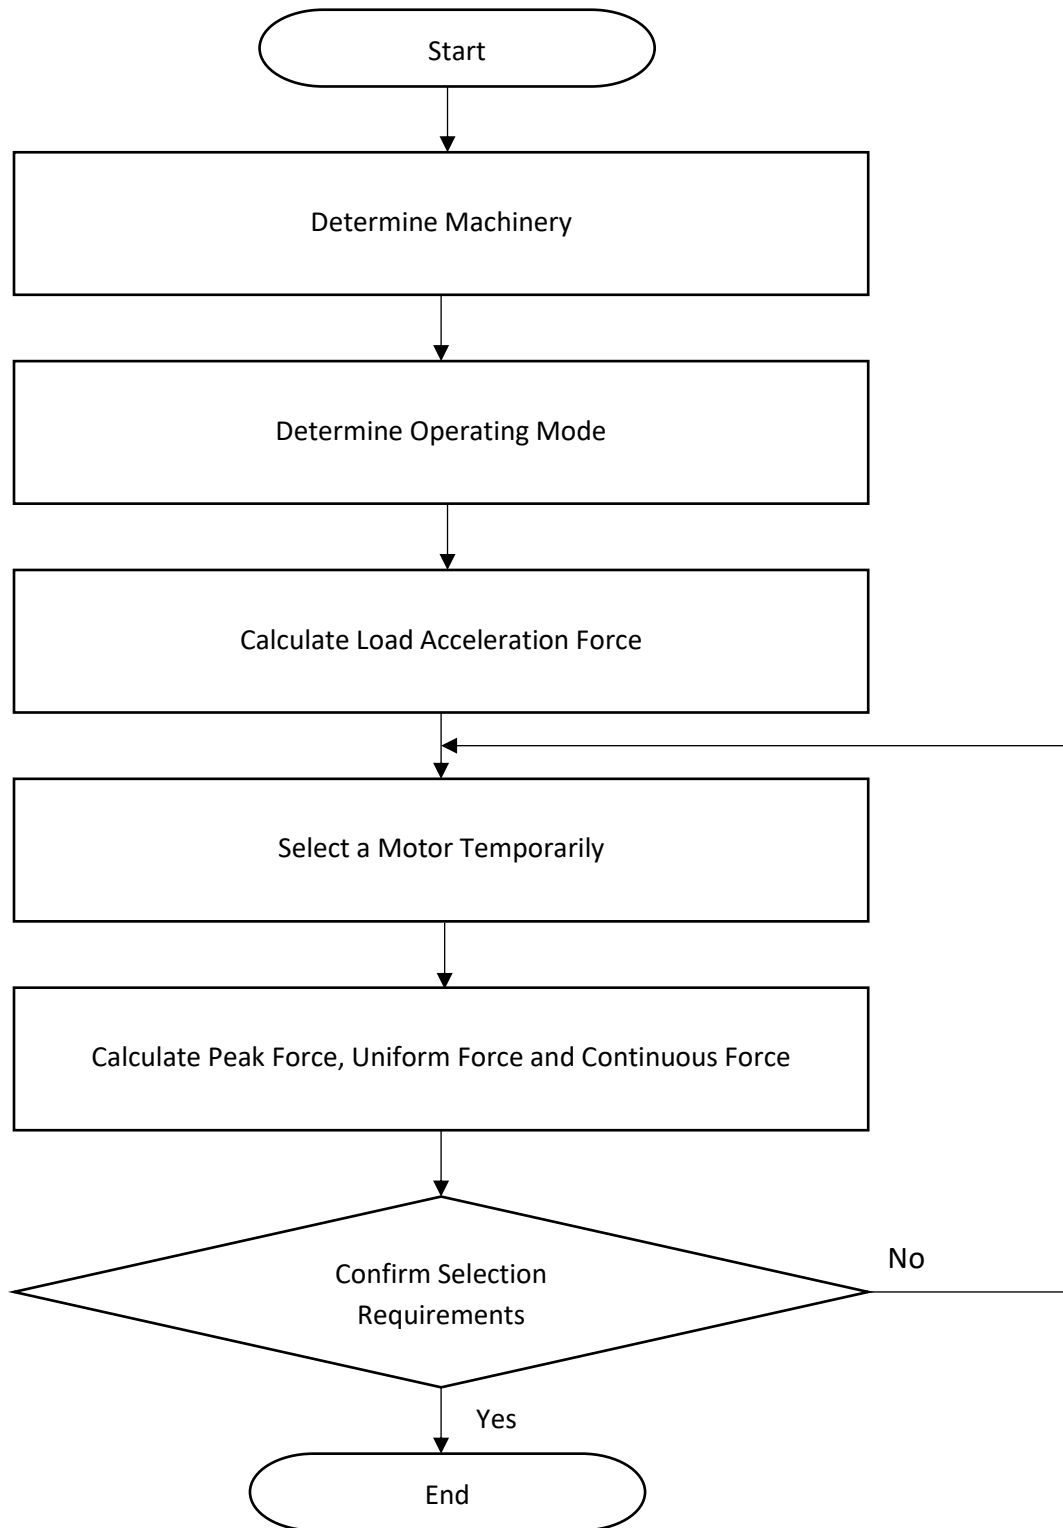 Start
Determine Machinery
Determine Operating Mode
Calculate Load Acceleration Force
Select a Motor Temporarily
Calculate Peak Force, Uniform Force and Continuous Force
Confirm Selection
Requirements
No
Yes
End